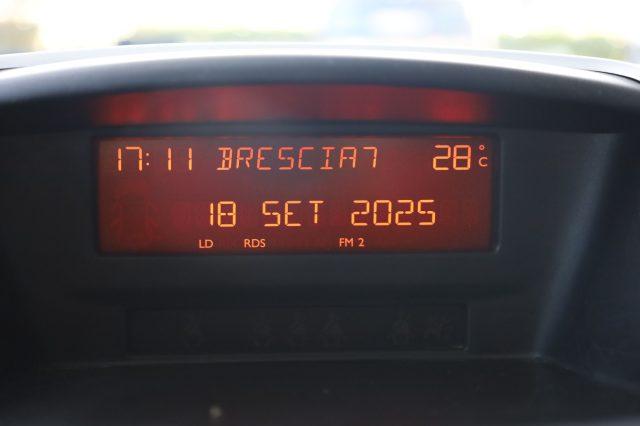 17:11 BRESCIA7 28°C
18 SET 2025
LD RDS FM 2